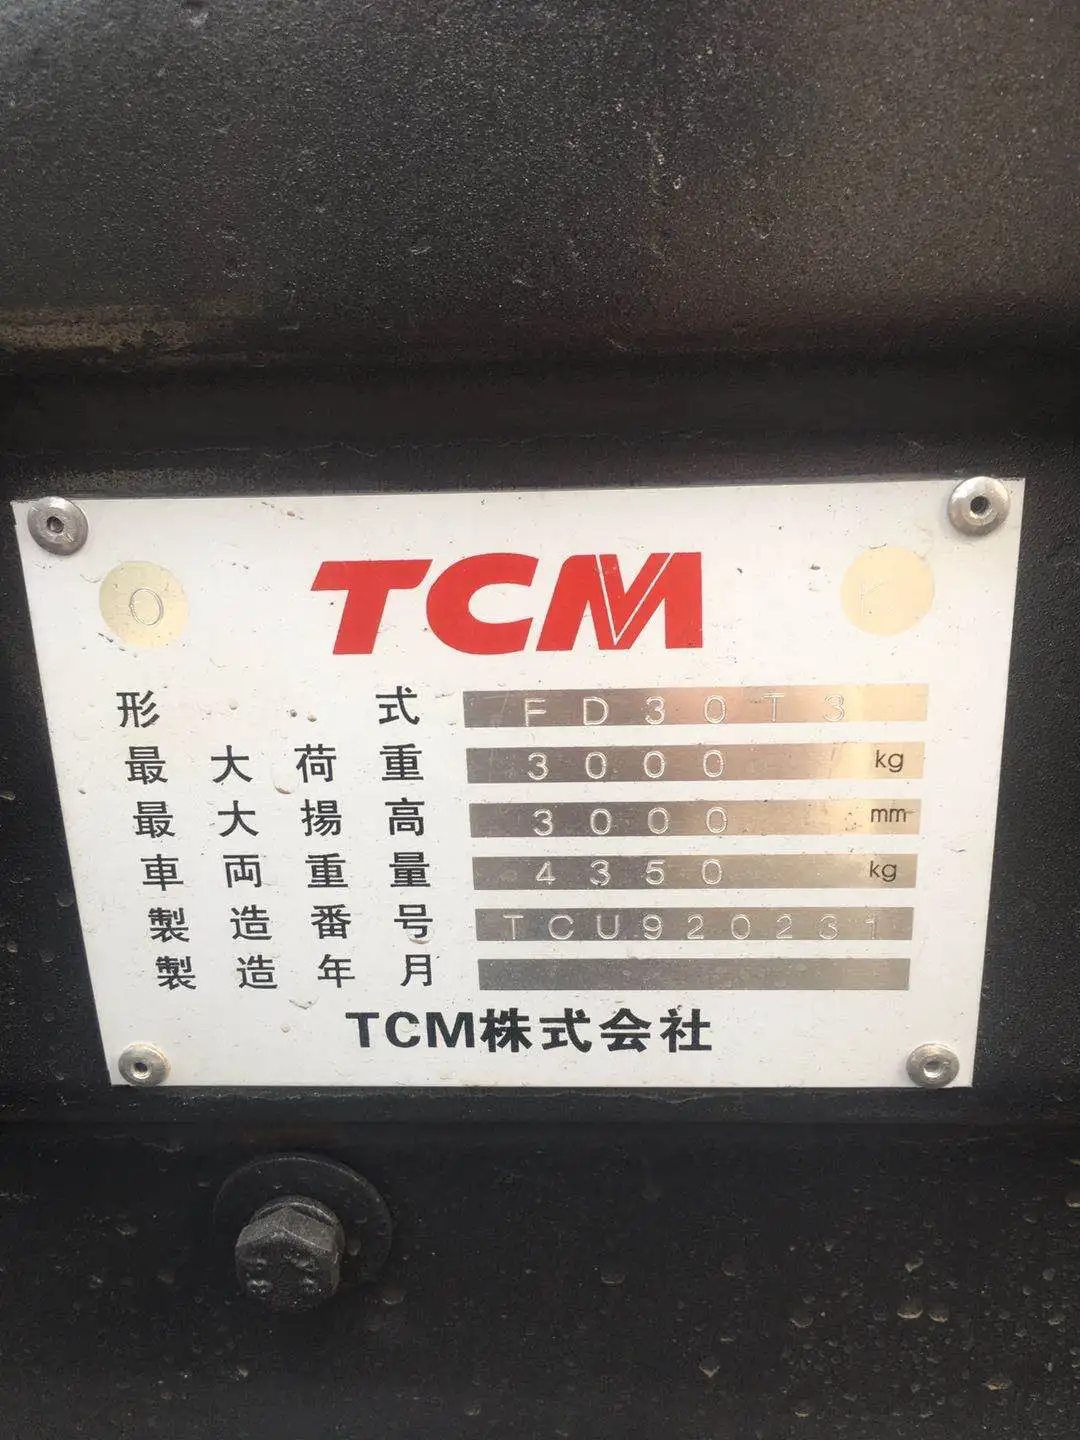 TCM
O K
形式 FD30T3
最大荷重 3000 kg
最大揚高 3000 mm
車両重量 4350 kg
製造番号 TCU920231
製造年月
TCM株式会社